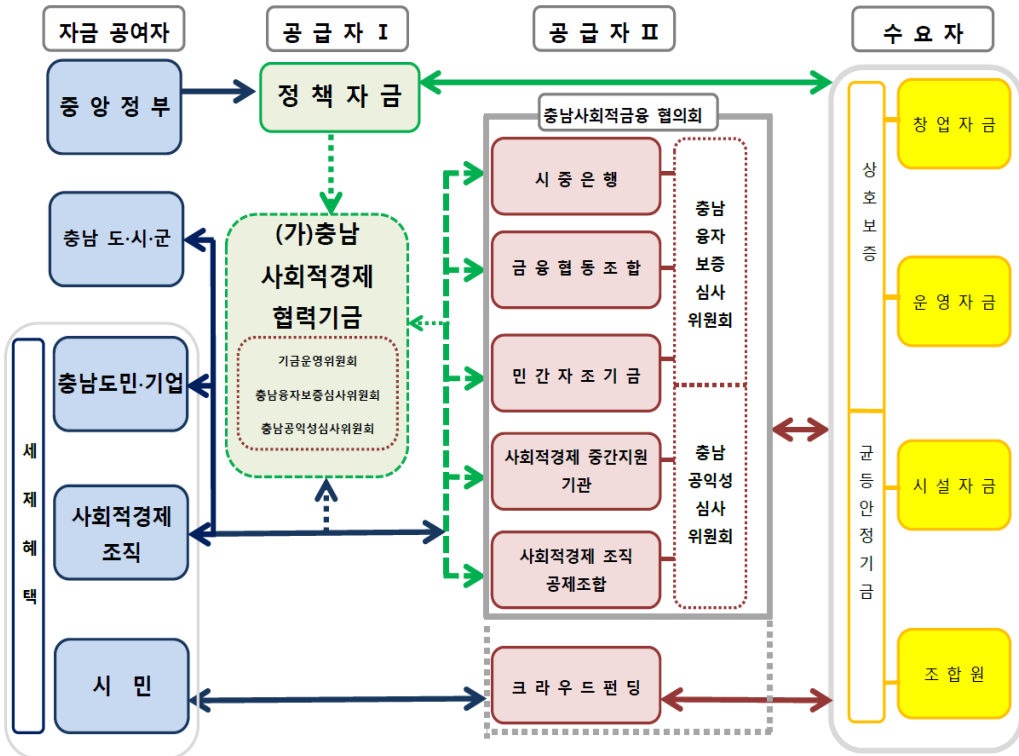 자금 공여자
공 급 자 I
공 급 자 Ⅱ
수 요 자
중 앙 정 부
충남 도·시·군
세 제 혜 택
충남도민·기업
사회적경제
조직
시 민
정 책 자 금
(가)충남
사회적경제
협력기금
기금운영위원회
충남융자보증심사위원회
충남공익성심사위원회
충남사회적금융 협의회
시 중 은 행
금 융 협 동 조 합
민 간 자 조 기 금
사회적경제 중간지원
기관
사회적경제 조직
공제조합
크 라 우 드 펀 딩
충남
융자
보증
심사
위원회
충남
공익성
심사
위원회
상 호 보 증
균 등 안 정 기 금
창 업 자 금
운 영 자 금
시 설 자 금
조 합 원